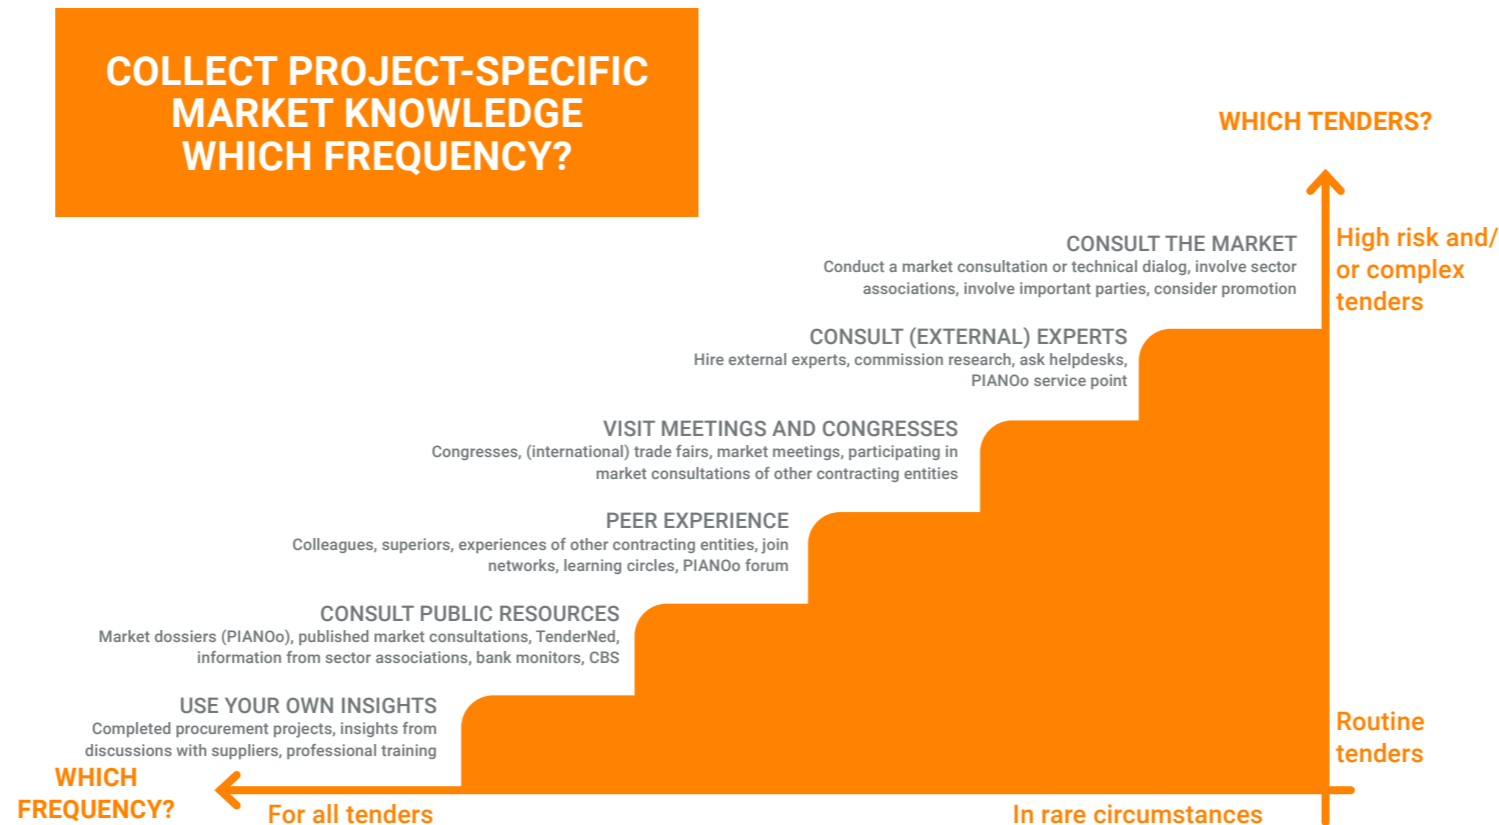 COLLECT PROJECT-SPECIFIC
MARKET KNOWLEDGE
WHICH FREQUENCY?
WHICH TENDERS?
High risk and/
or complex
tenders
CONSULT THE MARKET
Conduct a market consultation or technical dialog, involve sector
associations, involve important parties, consider promotion
CONSULT (EXTERNAL) EXPERTS
Hire external experts, commission research, ask helpdesks,
PIANOo service point
VISIT MEETINGS AND CONGRESSES
Congresses, (international) trade fairs, market meetings, participating in
market consultations of other contracting entities
PEER EXPERIENCE
Colleagues, superiors, experiences of other contracting entities, join
networks, learning circles, PIANOo forum
CONSULT PUBLIC RESOURCES
Market dossiers (PIANOo), published market consultations, TenderNed,
information from sector associations, bank monitors, CBS
USE YOUR OWN INSIGHTS
Completed procurement projects, insights from
discussions with suppliers, professional training
Routine
tenders
WHICH
FREQUENCY?
For all tenders
In rare circumstances